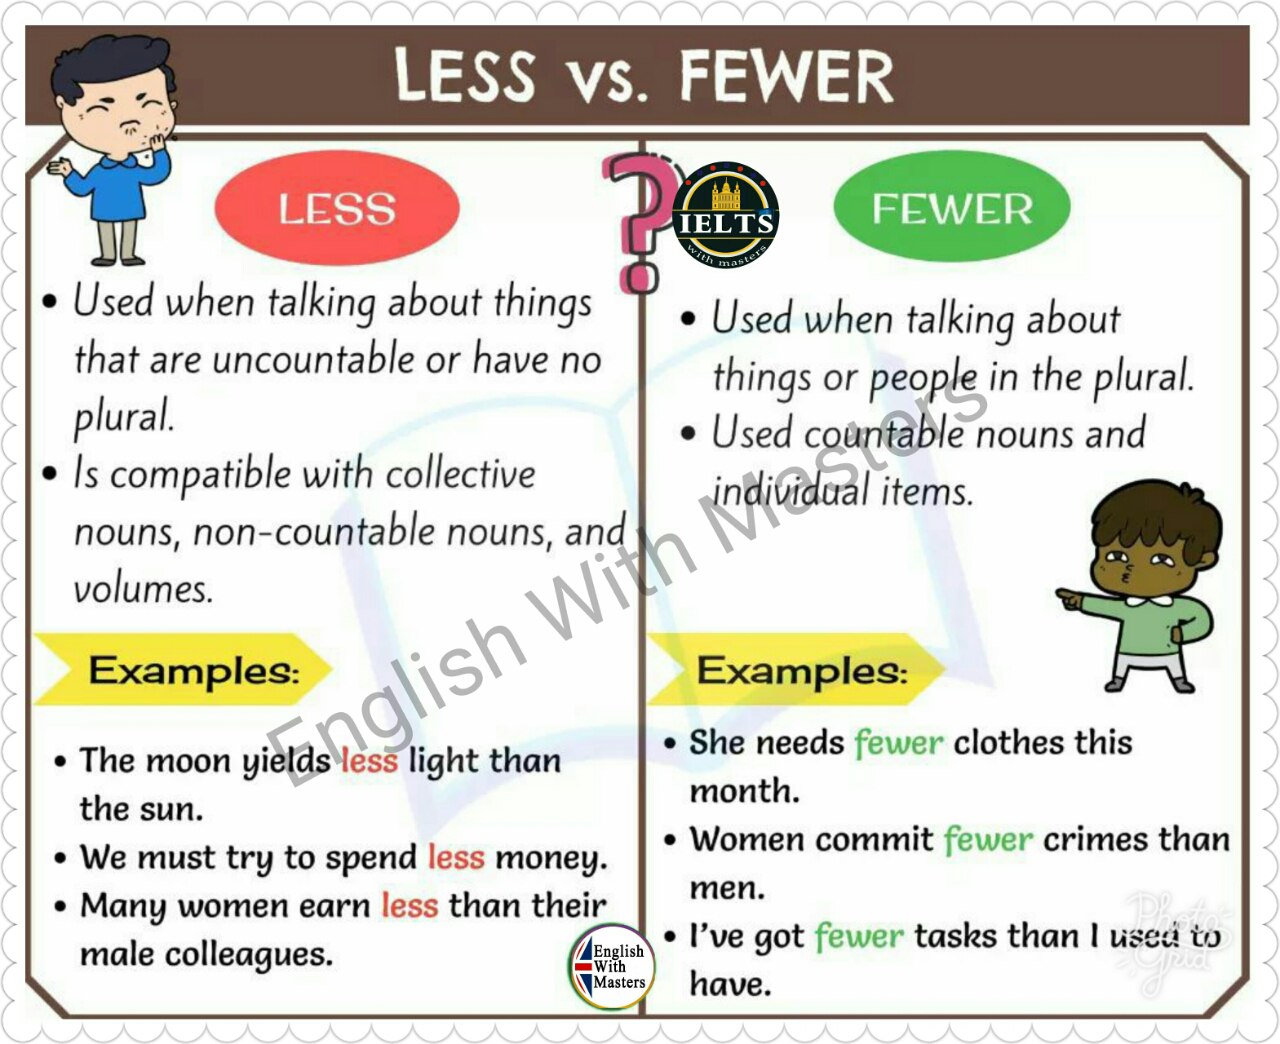 LESS vs. FEWER
LESS
• Used when talking about things
that are uncountable or have no
plural.
• Is compatible with collective
nouns, non-countable nouns, and
volumes.
Examples:
• The moon yields less light than
the sun.
• We must try to spend less money.
• Many women earn less than their
male colleagues.
?
IELTS
with masters
FEWER
• Used when talking about
things or people in the plural.
• Used countable nouns and
individual items.
Examples:
• She needs fewer clothes this
month.
• Women commit fewer crimes than
men.
• I've got fewer tasks than I used to
have.
English With Masters
English
With
Masters
Photo
Grid